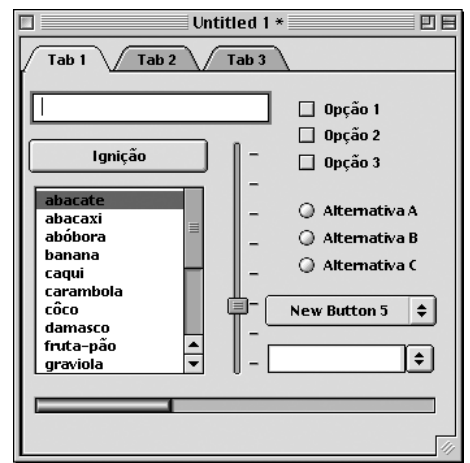 Untitled 1 *
Tab 1 Tab 2 Tab 3
Opção 1
Opção 2
Opção 3
Ignição
abacate
abacaxi
abóbora
banana
caqui
carambola
côco
damasco
fruta-pão
graviola
Alternativa A
Alternativa B
Alternativa C
New Button 5